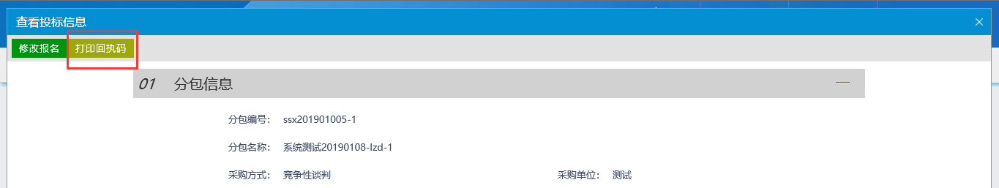 查看投标信息
修改报名 打印回执码
01 分包信息
分包编号： ssx201901005-1
分包名称： 系统测试20190108-lzd-1
采购方式： 竞争性谈判 采购单位： 测试